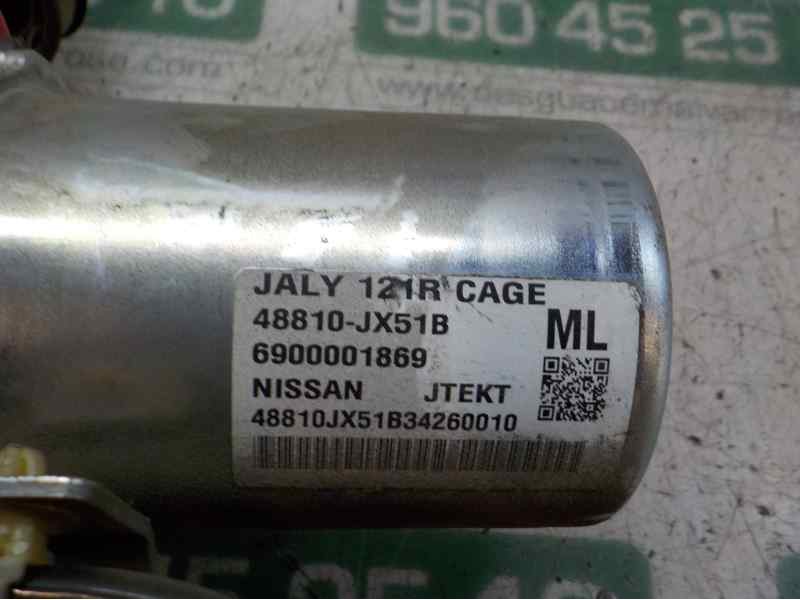 960 45 25
JALY 121R CAGE
48810-JX51B
ML
6900001869
NISSAN JTEKT
48810JX51B34260010